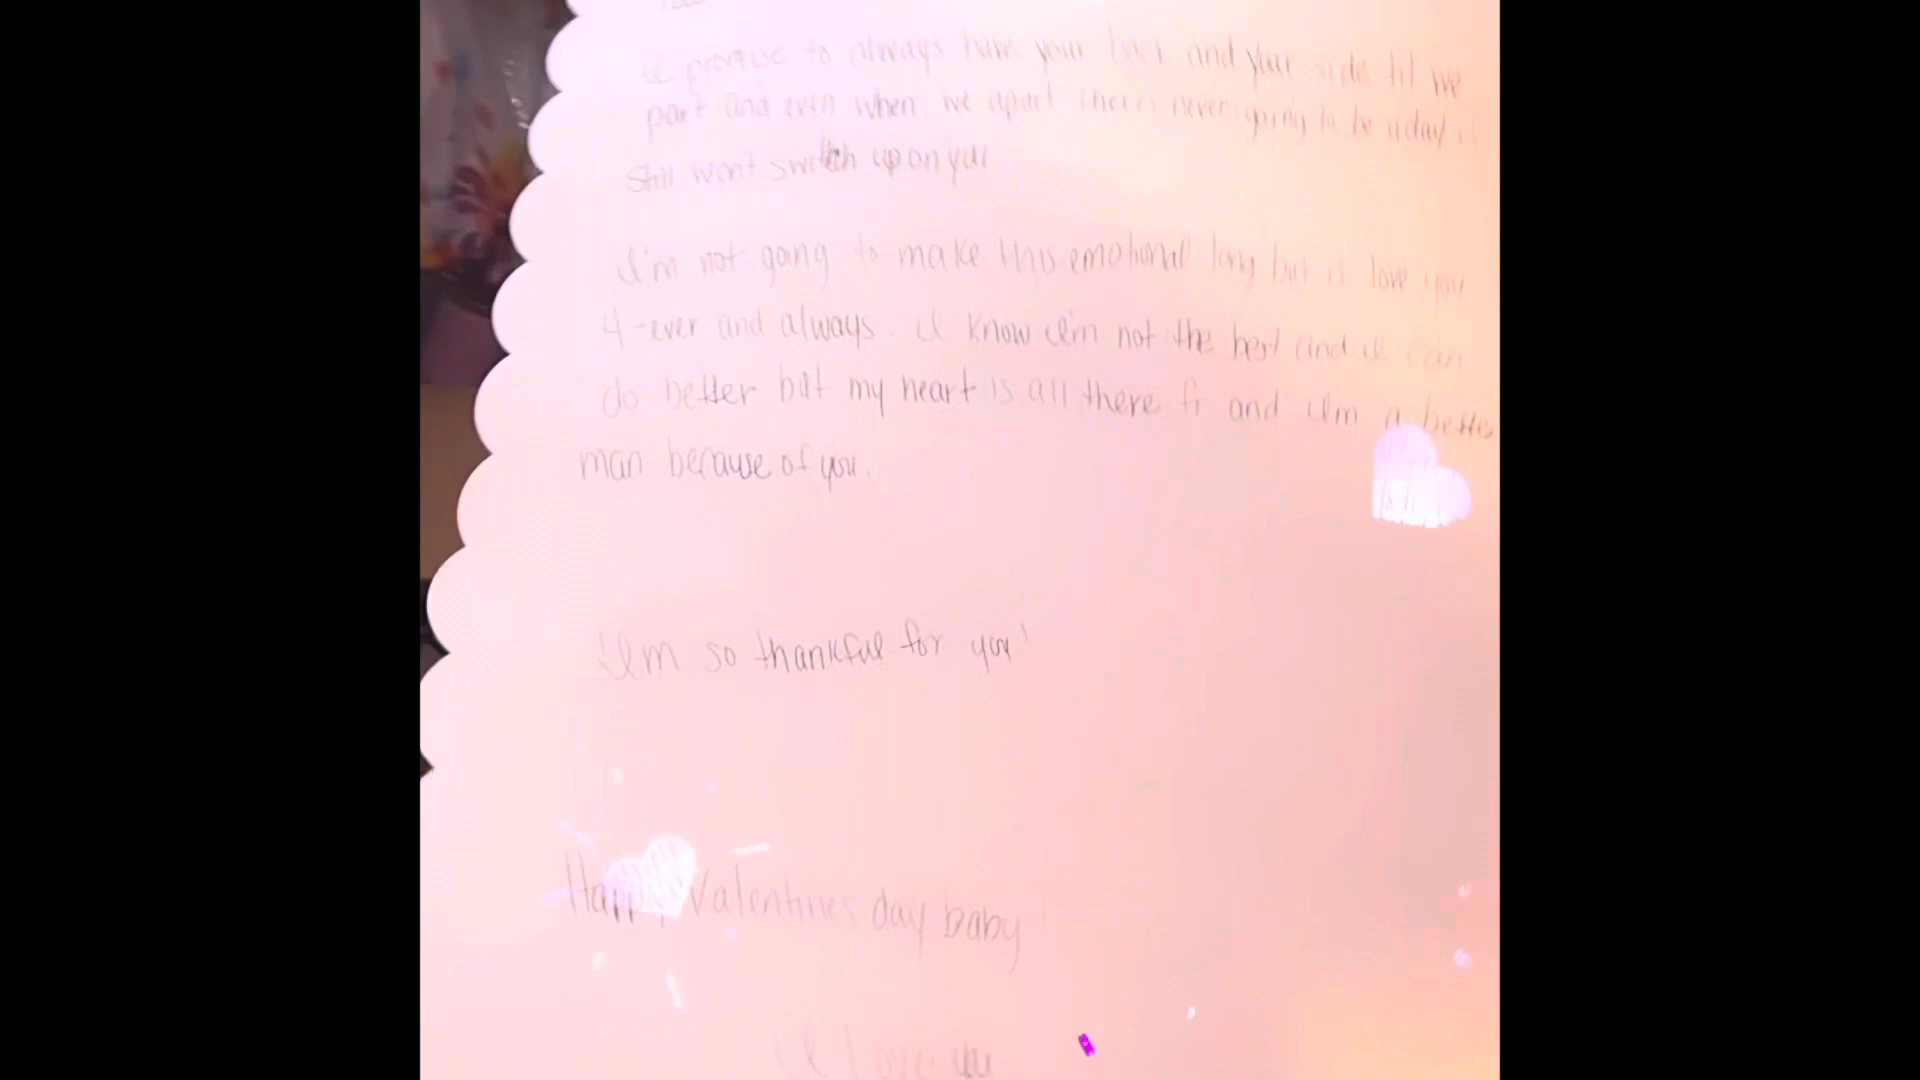 I promise to always have your back and your side til we
part and even when we apart there's never going to be a day i
still won't switch up on you
I'm not going to make this emotional long but i love you
4-ever and always. I know I'm not the best and I can
do better but my heart is all there fr and I'm a better
man because of you.
I'm so thankful for you!
Happy Valentines day baby!
I Love uu